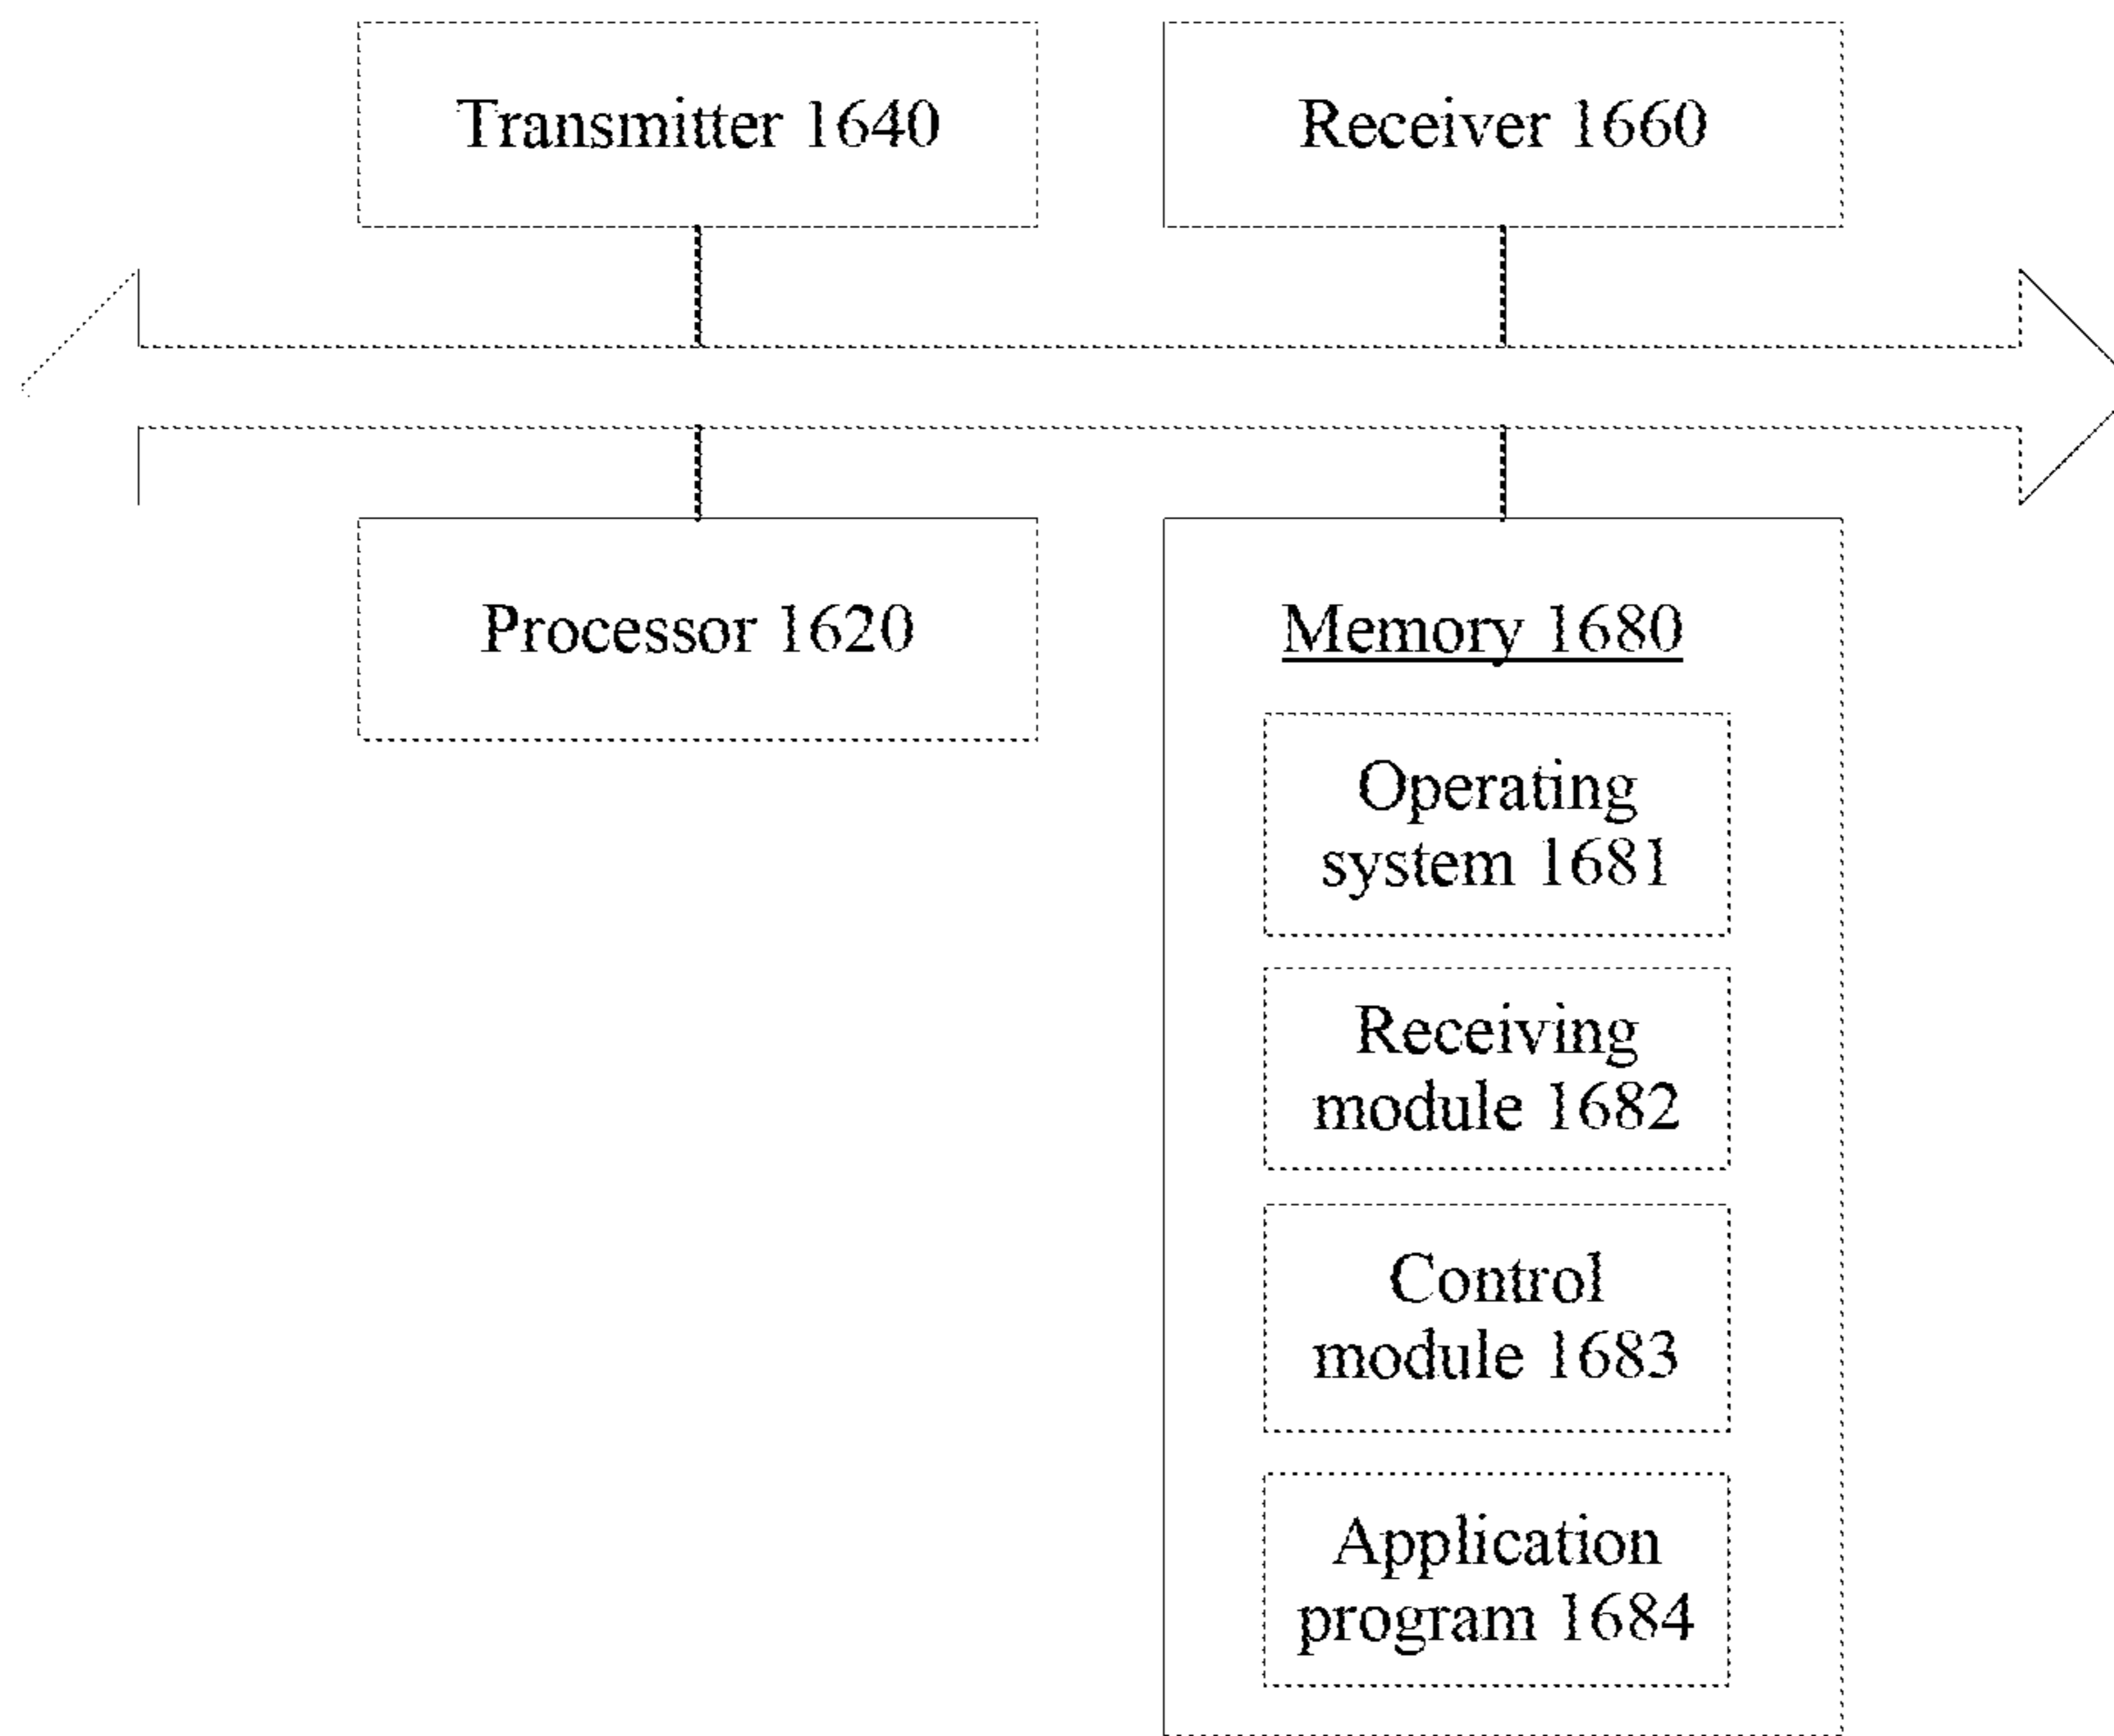 Transmitter 1640
Receiver 1660
Processor 1620
Memory 1680
Operating
system 1681
Receiving
module 1682
Control
module 1683
Application
program 1684